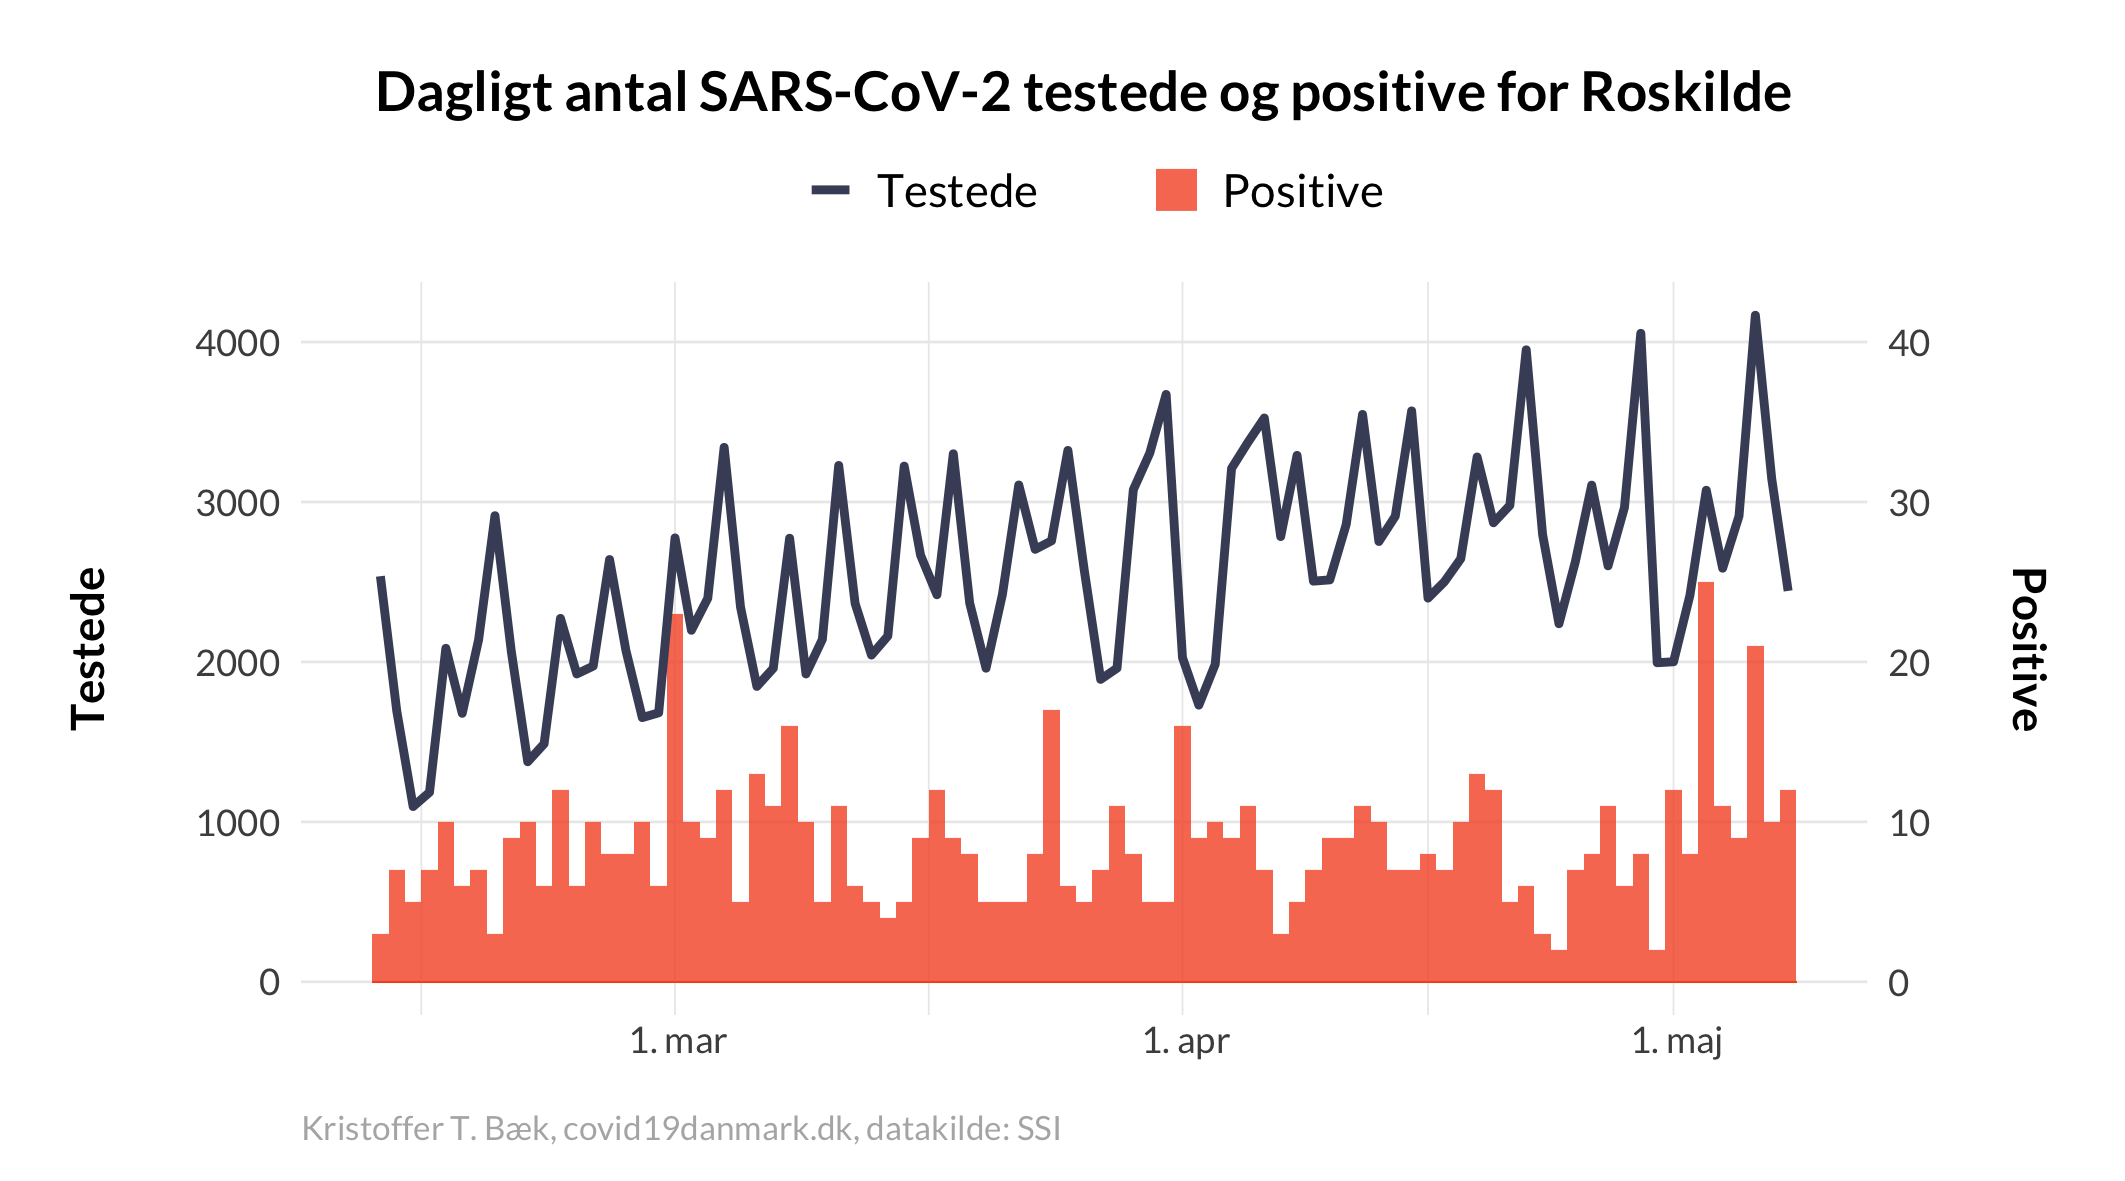 Dagligt antal SARS-CoV-2 testede og positive for Roskilde
Testede
Positive
4000
3000
2000
1000
0
Testede
40
30
20
10
0
Positive
1. mar
1. apr
1. maj
Kristoffer T. Bæk, covid19danmark.dk, datakilde: SSI